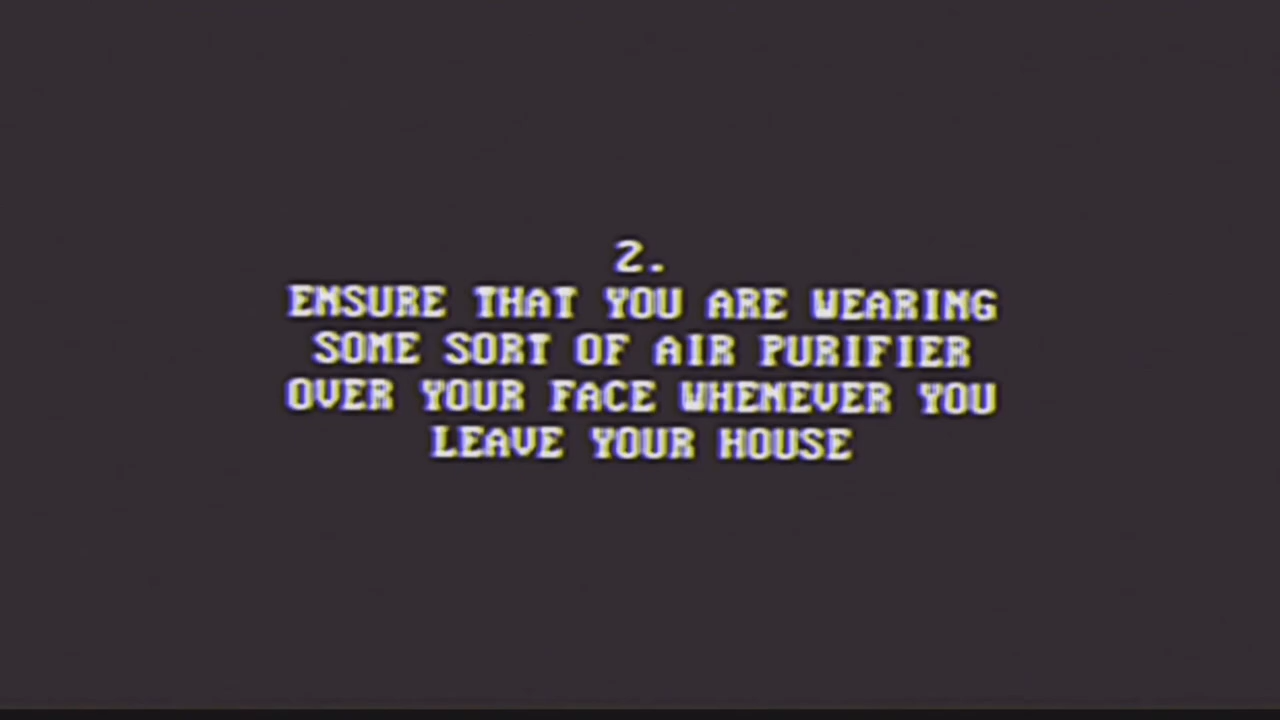 2.
ENSURE THAT YOU ARE WEARING
SOME SORT OF AIR PURIFIER
OVER YOUR FACE WHENEVER YOU
LEAVE YOUR HOUSE